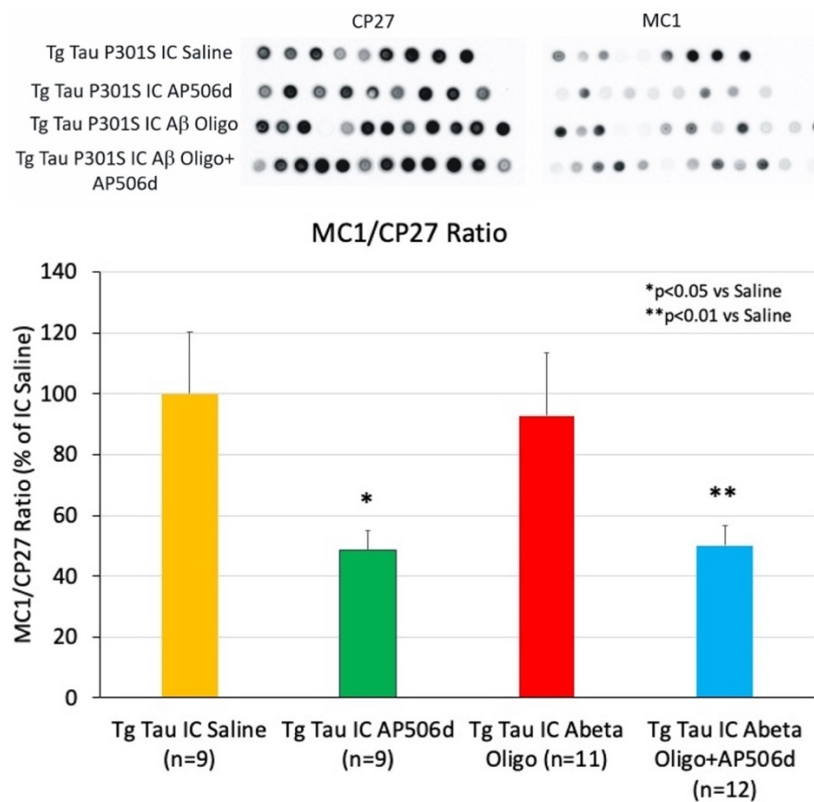 CP27 MC1
Tg Tau P301S IC Saline
Tg Tau P301S IC AP506d
Tg Tau P301S IC Aβ Oligo
Tg Tau P301S IC Aβ Oligo+
AP506d
MC1/CP27 Ratio
*p<0.05 vs Saline
**p<0.01 vs Saline
MC1/CP27 Ratio (% of IC Saline)
140
120
100
80
60
40
20
0
*
**
Tg Tau IC Saline
(n=9)
Tg Tau IC AP506d
(n=9)
Tg Tau IC Abeta
Oligo (n=11)
Tg Tau IC Abeta
Oligo+AP506d
(n=12)